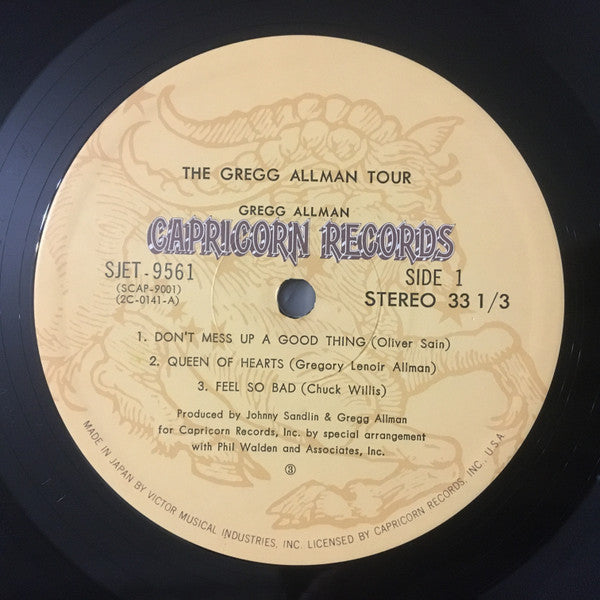 THE GREGG ALLMAN TOUR
GREGG ALLMAN
CAPRICORN RECORDS
SJET-9561
(SCAP-9001)
(2C-0141-A)
SIDE 1
STEREO 33 1/3
1. DON'T MESS UP A GOOD THING (Oliver Sain)
2. QUEEN OF HEARTS (Gregory Lenoir Allman)
3. FEEL SO BAD (Chuck Willis)
Produced by Johnny Sandlin & Gregg Allman
for Capricorn Records, Inc. by special arrangement
with Phil Walden and Associates, Inc.
③
MADE IN JAPAN BY VICTOR MUSICAL INDUSTRIES, INC. LICENSED BY CAPRICORN RECORDS, INC., U.S.A.